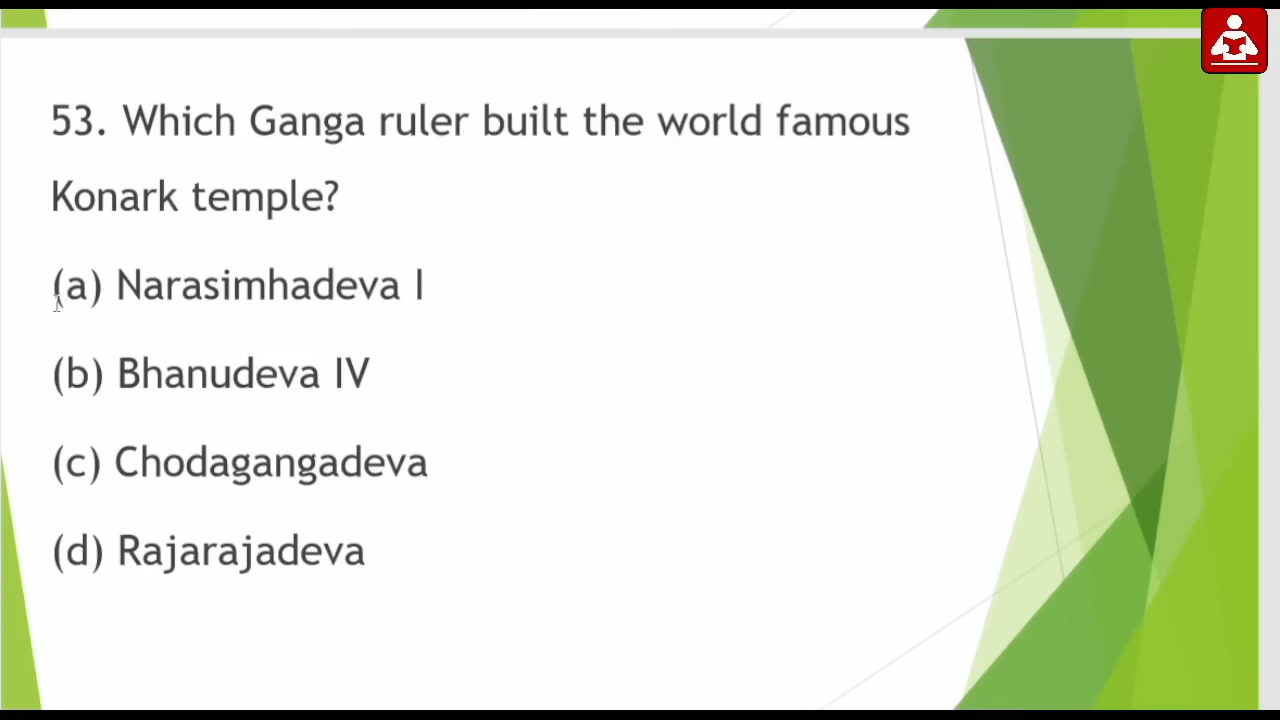 53. Which Ganga ruler built the world famous
Konark temple?
(a) Narasimhadeva I
(b) Bhanudeva IV
(c) Chodagangadeva
(d) Rajarajadeva